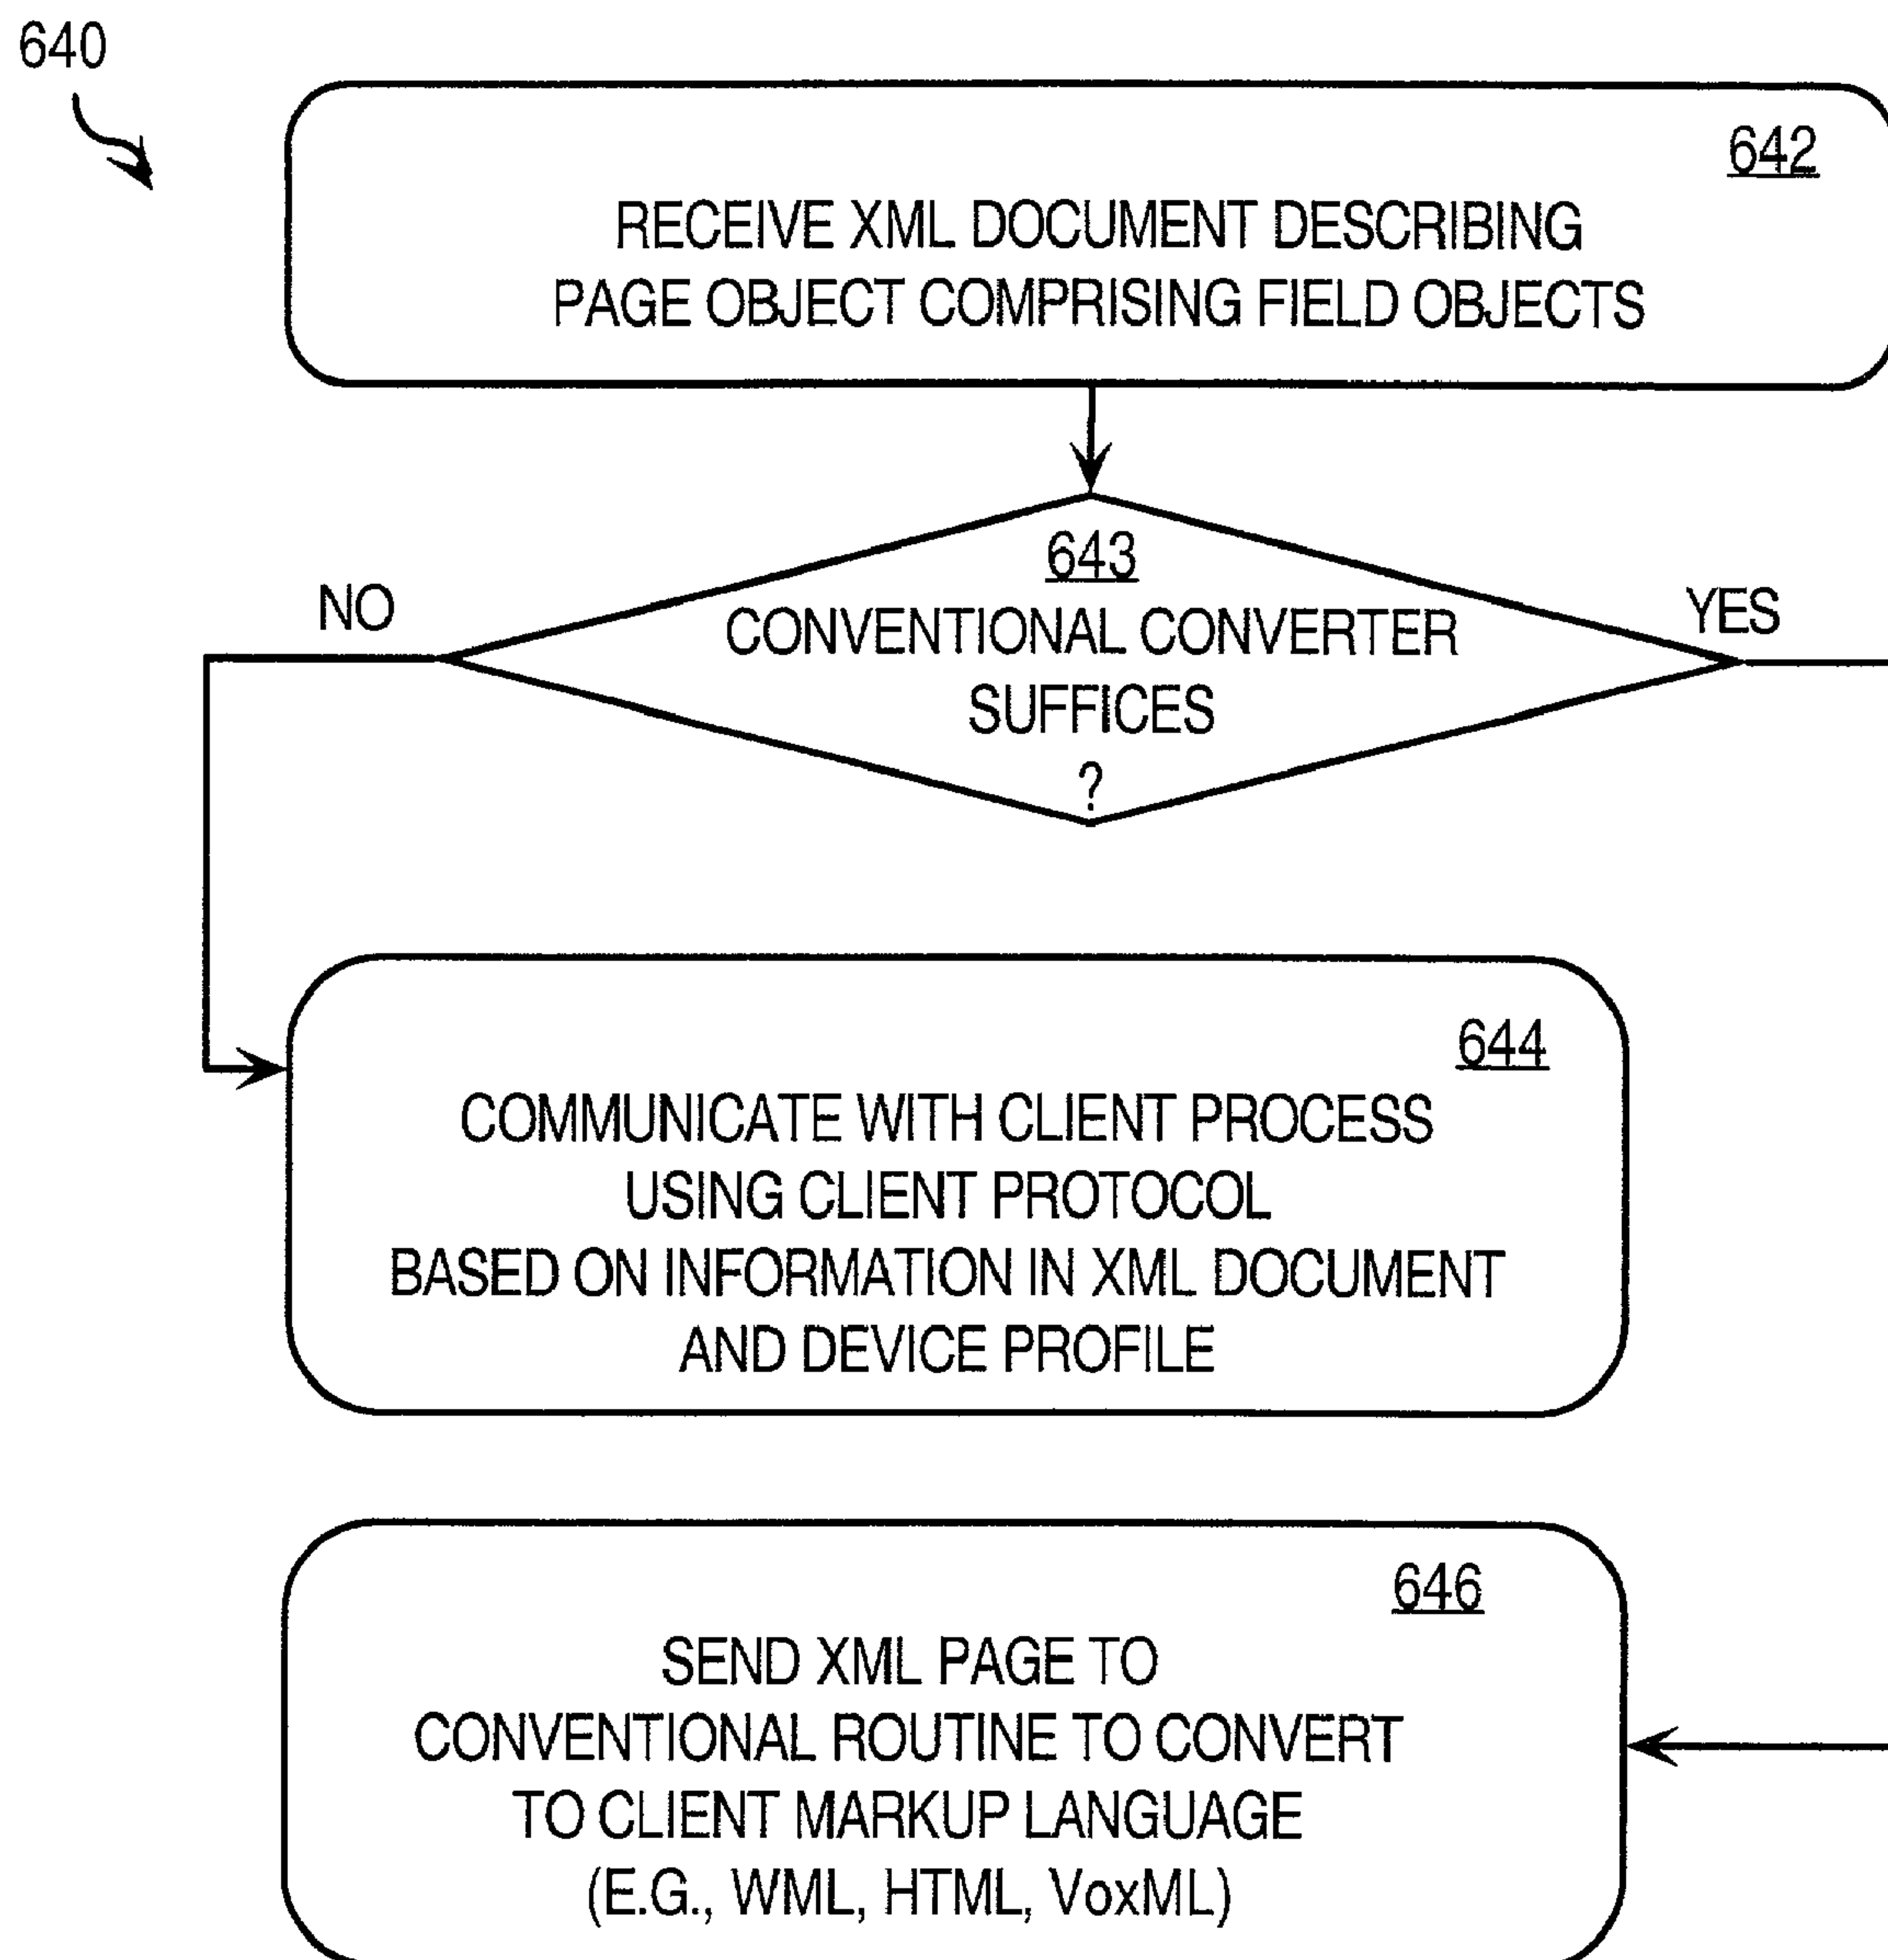 640
642
RECEIVE XML DOCUMENT DESCRIBING
PAGE OBJECT COMPRISING FIELD OBJECTS
643
NO
YES
CONVENTIONAL CONVERTER
SUFFICES
?
644
COMMUNICATE WITH CLIENT PROCESS
USING CLIENT PROTOCOL
BASED ON INFORMATION IN XML DOCUMENT
AND DEVICE PROFILE
646
SEND XML PAGE TO
CONVENTIONAL ROUTINE TO CONVERT
TO CLIENT MARKUP LANGUAGE
(E.G., WML, HTML, VoxML)